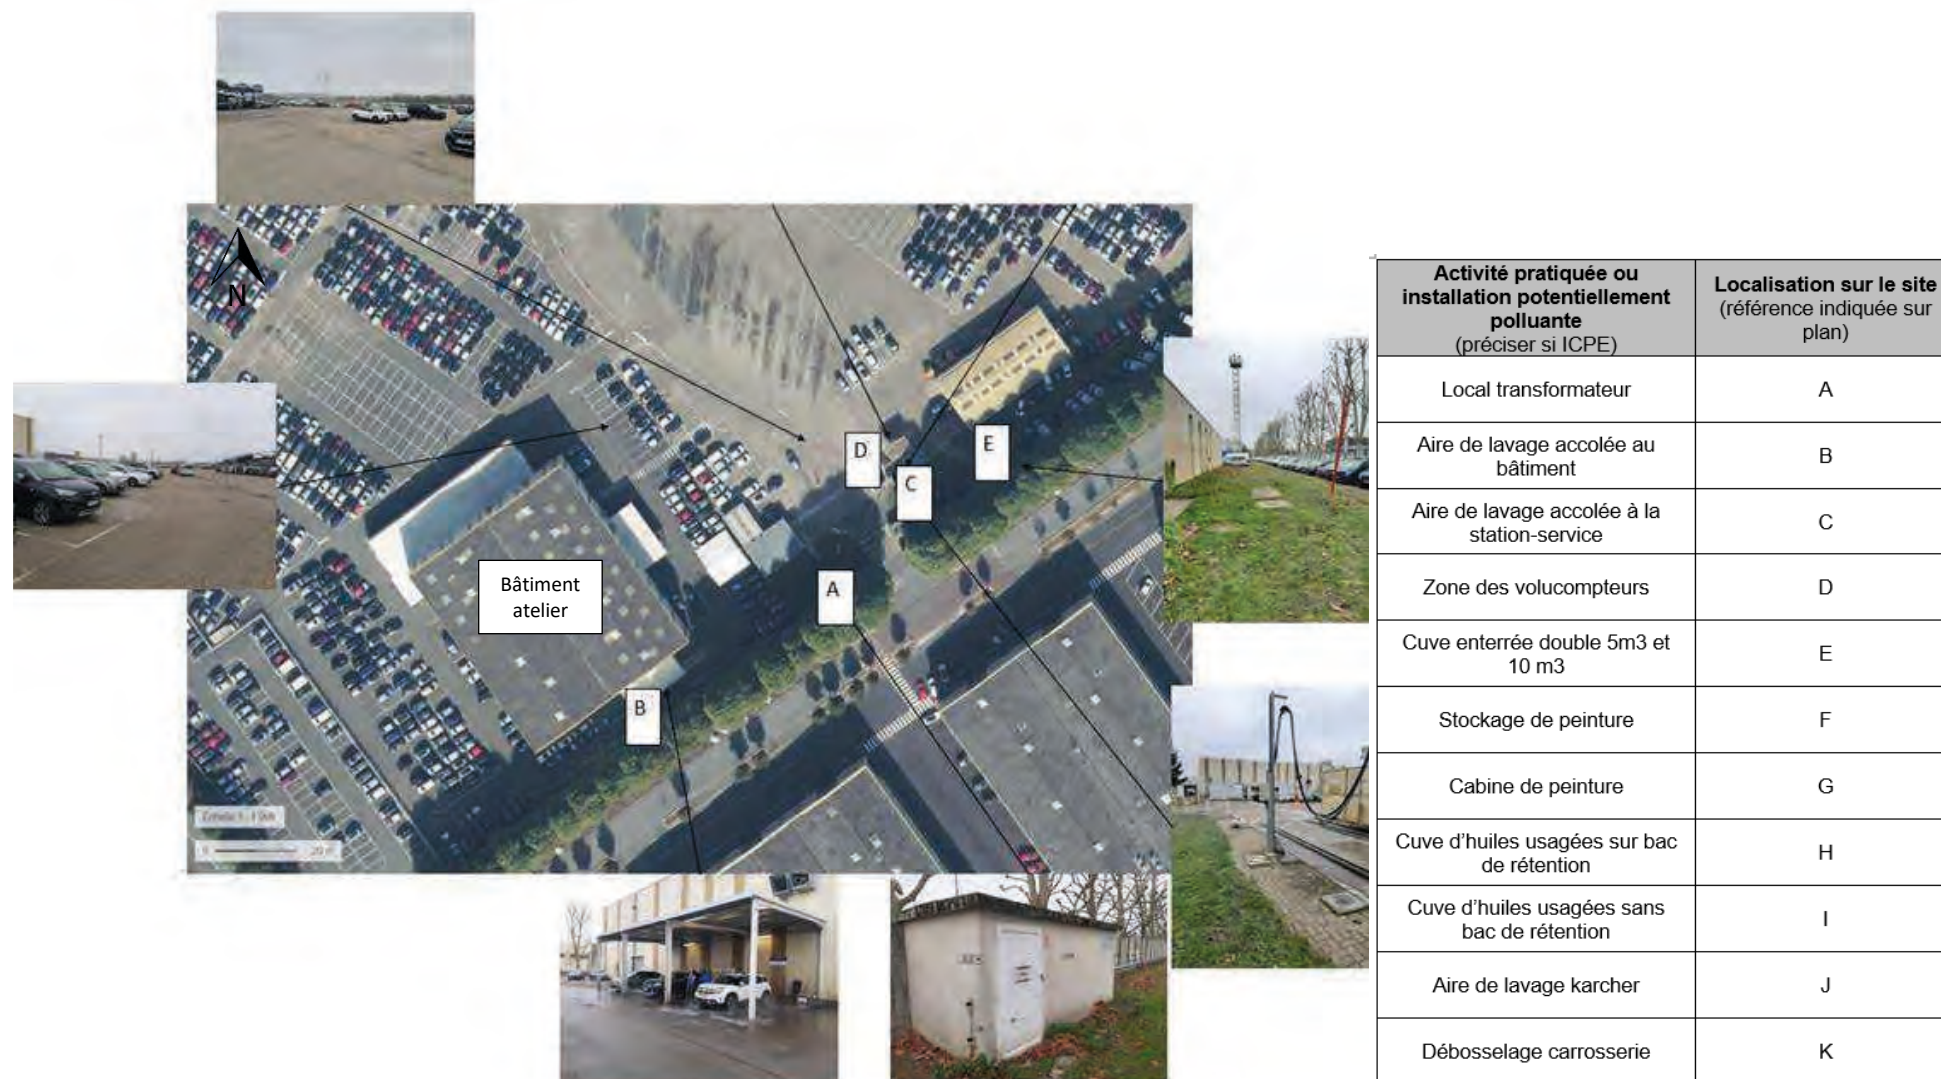 N
D
E
C
A
B
Bâtiment
atelier
Activité pratiquée ou
installation potentiellement
polluante
(préciser si ICPE)
Localisation sur le site
(référence indiquée sur
plan)
Local transformateur
A
Aire de lavage accolée au
bâtiment
B
Aire de lavage accolée à la
station-service
C
Zone des volucompteurs
D
Cuve enterrée double 5m3 et
10 m3
E
Stockage de peinture
F
Cabine de peinture
G
Cuve d'huiles usagées sur bac
de rétention
H
Cuve d'huiles usagées sans
bac de rétention
I
Aire de lavage karcher
J
Débosselage carrosserie
K